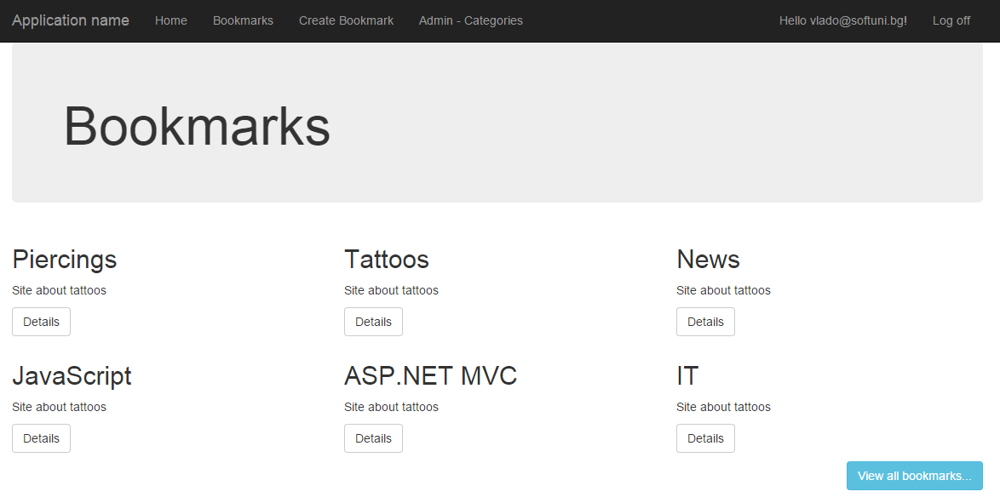 Application name Home Bookmarks Create Bookmark Admin - Categories Hello vlado@softuni.bg! Log off
Bookmarks
Piercings Tattoos News
Site about tattoos Site about tattoos Site about tattoos
Details Details Details
JavaScript ASP.NET MVC IT
Site about tattoos Site about tattoos Site about tattoos
Details Details Details
View all bookmarks...